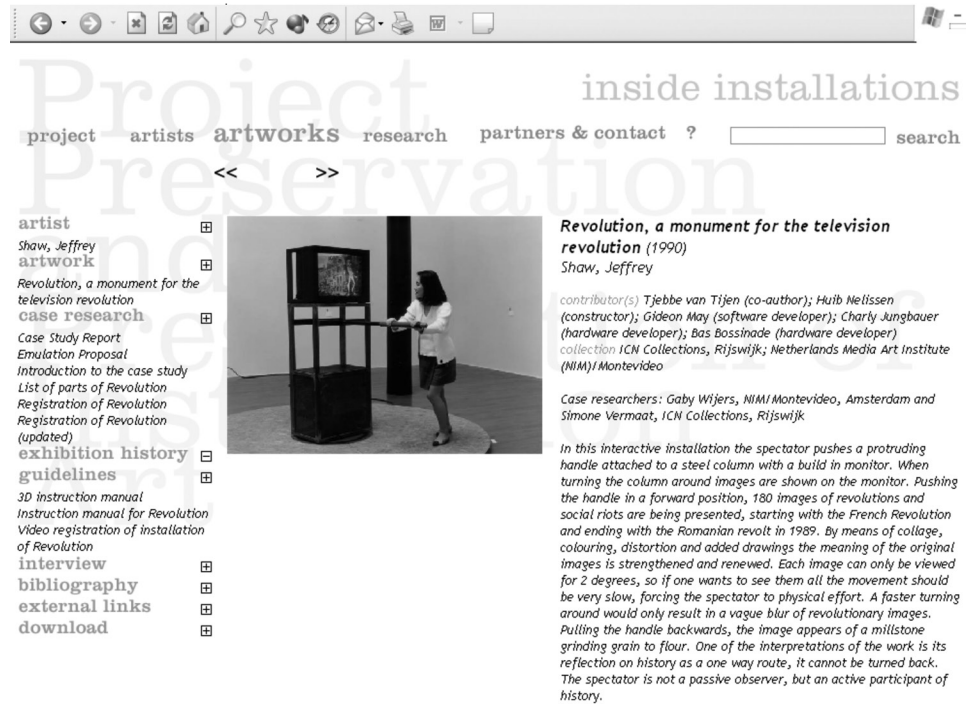 Project
Preservation
and
Presentation of
Art
inside installations
project artists artworks research partners & contact ? search
<< >>
artist
Shaw, Jeffrey
artwork
Revolution, a monument for the
television revolution
case research
Case Study Report
Emulation Proposal
Introduction to the case study
List of parts of Revolution
Registration of Revolution
Registration of Revolution
(updated)
exhibition history
guidelines
3D instruction manual
Instruction manual for Revolution
Video registration of installation
of Revolution
interview
bibliography
external links
download
Revolution, a monument for the television
revolution (1990)
Shaw, Jeffrey
contributor(s) Tjebbe van Tijen (co-author); Huib Nelissen
(constructor); Gideon May (software developer); Charly Jungbauer
(hardware developer); Bas Bossinade (hardware developer)
collection ICN Collections, Rijswijk; Netherlands Media Art Institute
(NIM)/Montevideo
Case researchers: Gaby Wijers, NIM/Montevideo, Amsterdam and
Simone Vermaat, ICN Collections, Rijswijk
In this interactive installation the spectator pushes a protruding
handle attached to a steel column with a build in monitor. When
turning the column around images are shown on the monitor. Pushing
the handle in a forward position, 180 images of revolutions and
social riots are being presented, starting with the French Revolution
and ending with the Romanian revolt in 1989. By means of collage,
colouring, distortion and added drawings the meaning of the original
images is strengthened and renewed. Each image can only be viewed
for 2 degrees, so if one wants to see them all the movement should
be very slow, forcing the spectator to physical effort. A faster turning
around would only result in a vague blur of revolutionary images.
Pulling the handle backwards, the image appears of a millstone
grinding grain to flour. One of the interpretations of the work is its
reflection on history as a one way route, it cannot be turned back.
The spectator is not a passive observer, but an active participant of
history.